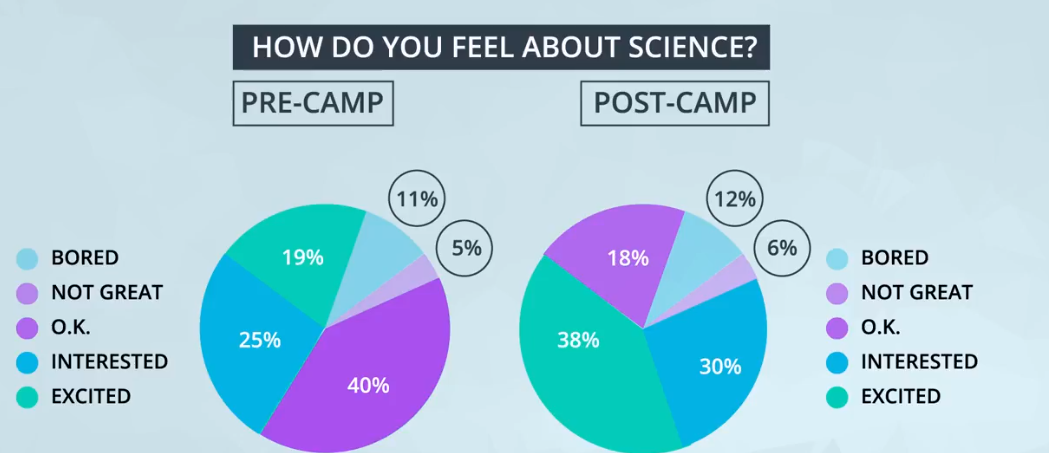 HOW DO YOU FEEL ABOUT SCIENCE?
PRE-CAMP
POST-CAMP
BORED
NOT GREAT
O.K.
INTERESTED
EXCITED
11%
5%
19%
25%
40%
12%
6%
18%
38%
30%
BORED
NOT GREAT
O.K.
INTERESTED
EXCITED